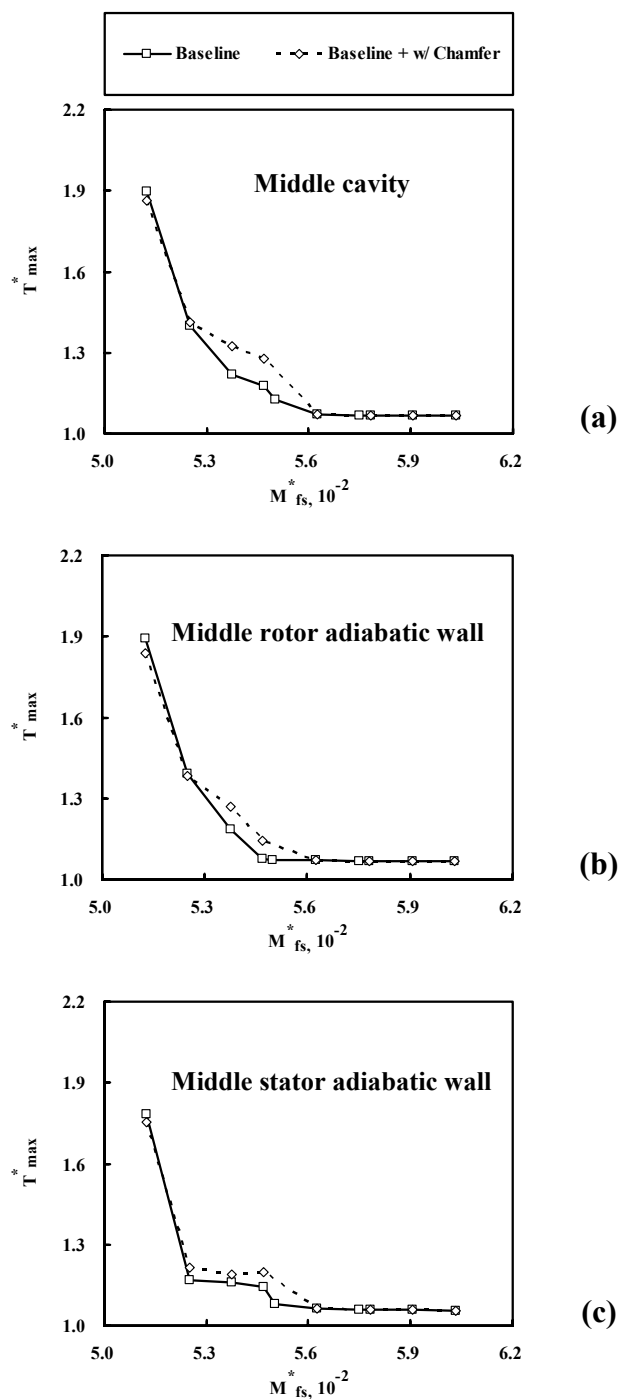 Baseline Baseline + w/ Chamfer
2.2
1.9
1.6
1.3
1.0
T*max
Middle cavity
5.0 5.3 5.6 5.9 6.2
M*fs, 10-2
(a)
2.2
1.9
1.6
1.3
1.0
T*max
Middle rotor adiabatic wall
5.0 5.3 5.6 5.9 6.2
M*fs, 10-2
(b)
2.2
1.9
1.6
1.3
1.0
T*max
Middle stator adiabatic wall
5.0 5.3 5.6 5.9 6.2
M*fs, 10-2
(c)